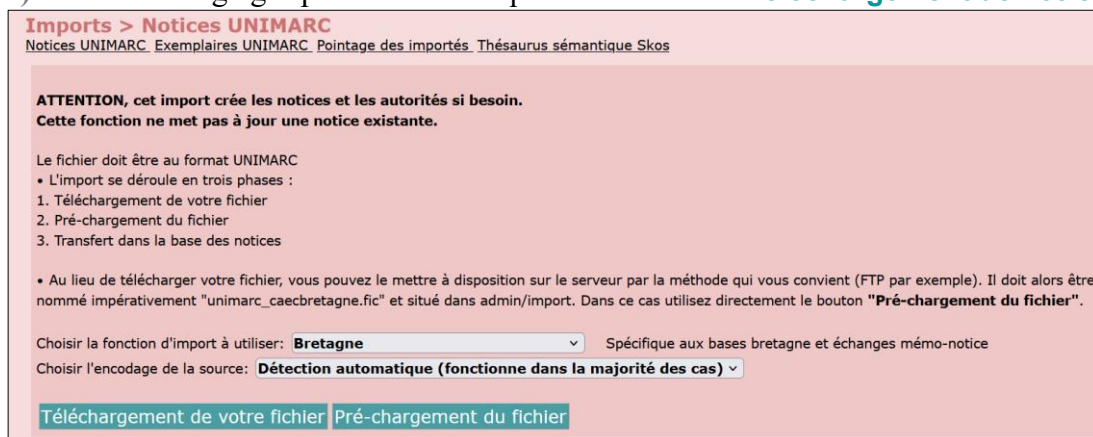 Imports > Notices UNIMARC
Notices UNIMARC Exemplaires UNIMARC Pointage des importés Thésaurus sémantique Skos
ATTENTION, cet import crée les notices et les autorités si besoin.
Cette fonction ne met pas à jour une notice existante.
Le fichier doit être au format UNIMARC
• L'import se déroule en trois phases :
1. Téléchargement de votre fichier
2. Pré-chargement du fichier
3. Transfert dans la base des notices
• Au lieu de télécharger votre fichier, vous pouvez le mettre à disposition sur le serveur par la méthode qui vous convient (FTP par exemple). Il doit alors être
nommé impérativement "unimarc_caecbretagne.fic" et situé dans admin/import. Dans ce cas utilisez directement le bouton "Pré-chargement du fichier".
Choisir la fonction d'import à utiliser: Bretagne Spécifique aux bases bretagne et échanges mémo-notice
Choisir l'encodage de la source: Détection automatique (fonctionne dans la majorité des cas)
Téléchargement de votre fichier Pré-chargement du fichier